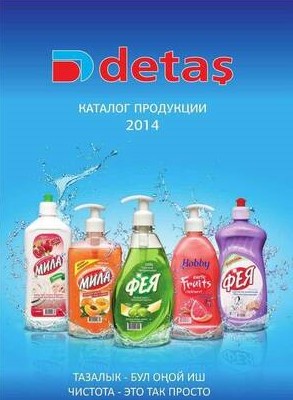 detaş
КАТАЛОГ ПРОДУКЦИИ
2014
МИЛА
МИЛА
ФЕЯ
Hobby
Fruits
ФЕЯ
ТАЗАЛЫК - БУЛ ОҢОЙ ИШ
ЧИСТОТА - ЭТО ТАК ПРОСТО